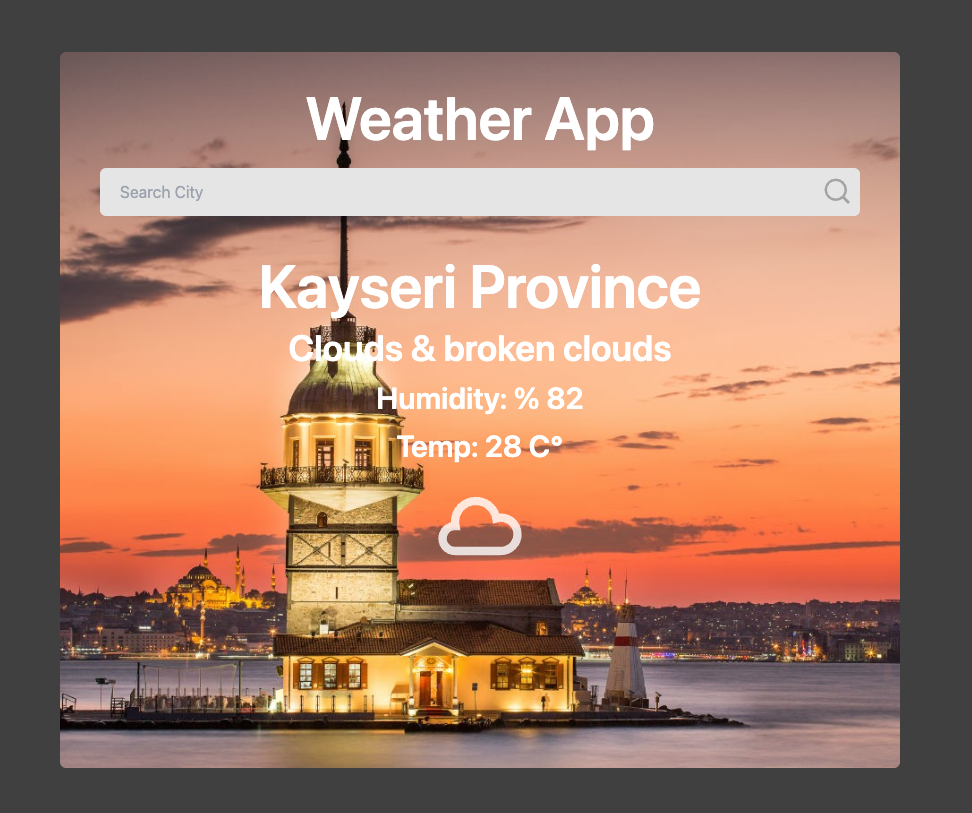 Weather App
Search City
Kayseri Province
Clouds & broken clouds
Humidity: % 82
Temp: 28 C°